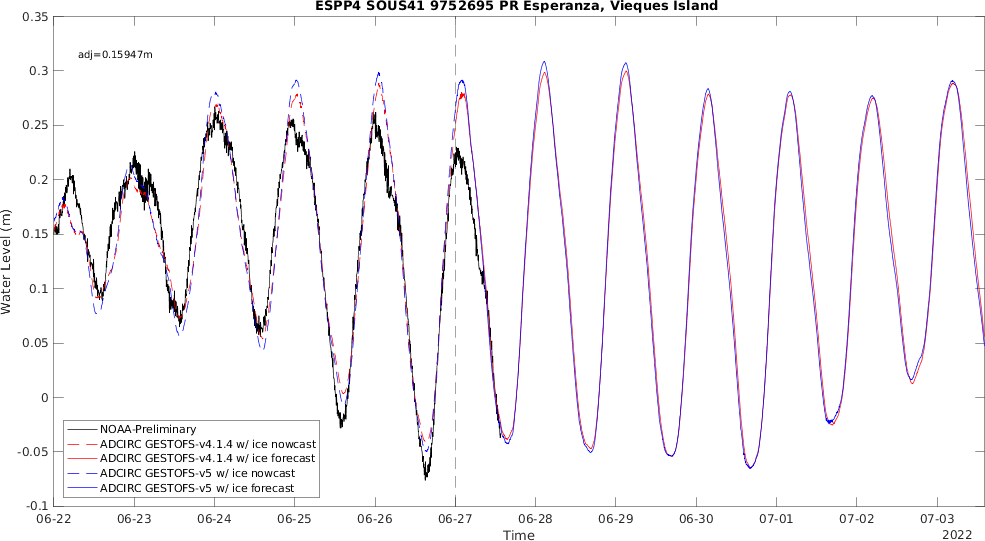 ESPP4 SOUS41 9752695 PR Esperanza, Vieques Island
0.35
adj=0.15947m
0.3
0.25
0.2
0.15
0.1
0.05
0
-0.05
-0.1
Water Level (m)
NOAA-Preliminary
ADCIRC GESTOFS-v4.1.4 w/ ice nowcast
ADCIRC GESTOFS-v4.1.4 w/ ice forecast
ADCIRC GESTOFS-v5 w/ ice nowcast
ADCIRC GESTOFS-v5 w/ ice forecast
06-22 06-23 06-24 06-25 06-26 06-27 06-28 06-29 06-30 07-01 07-02 07-03
Time
2022